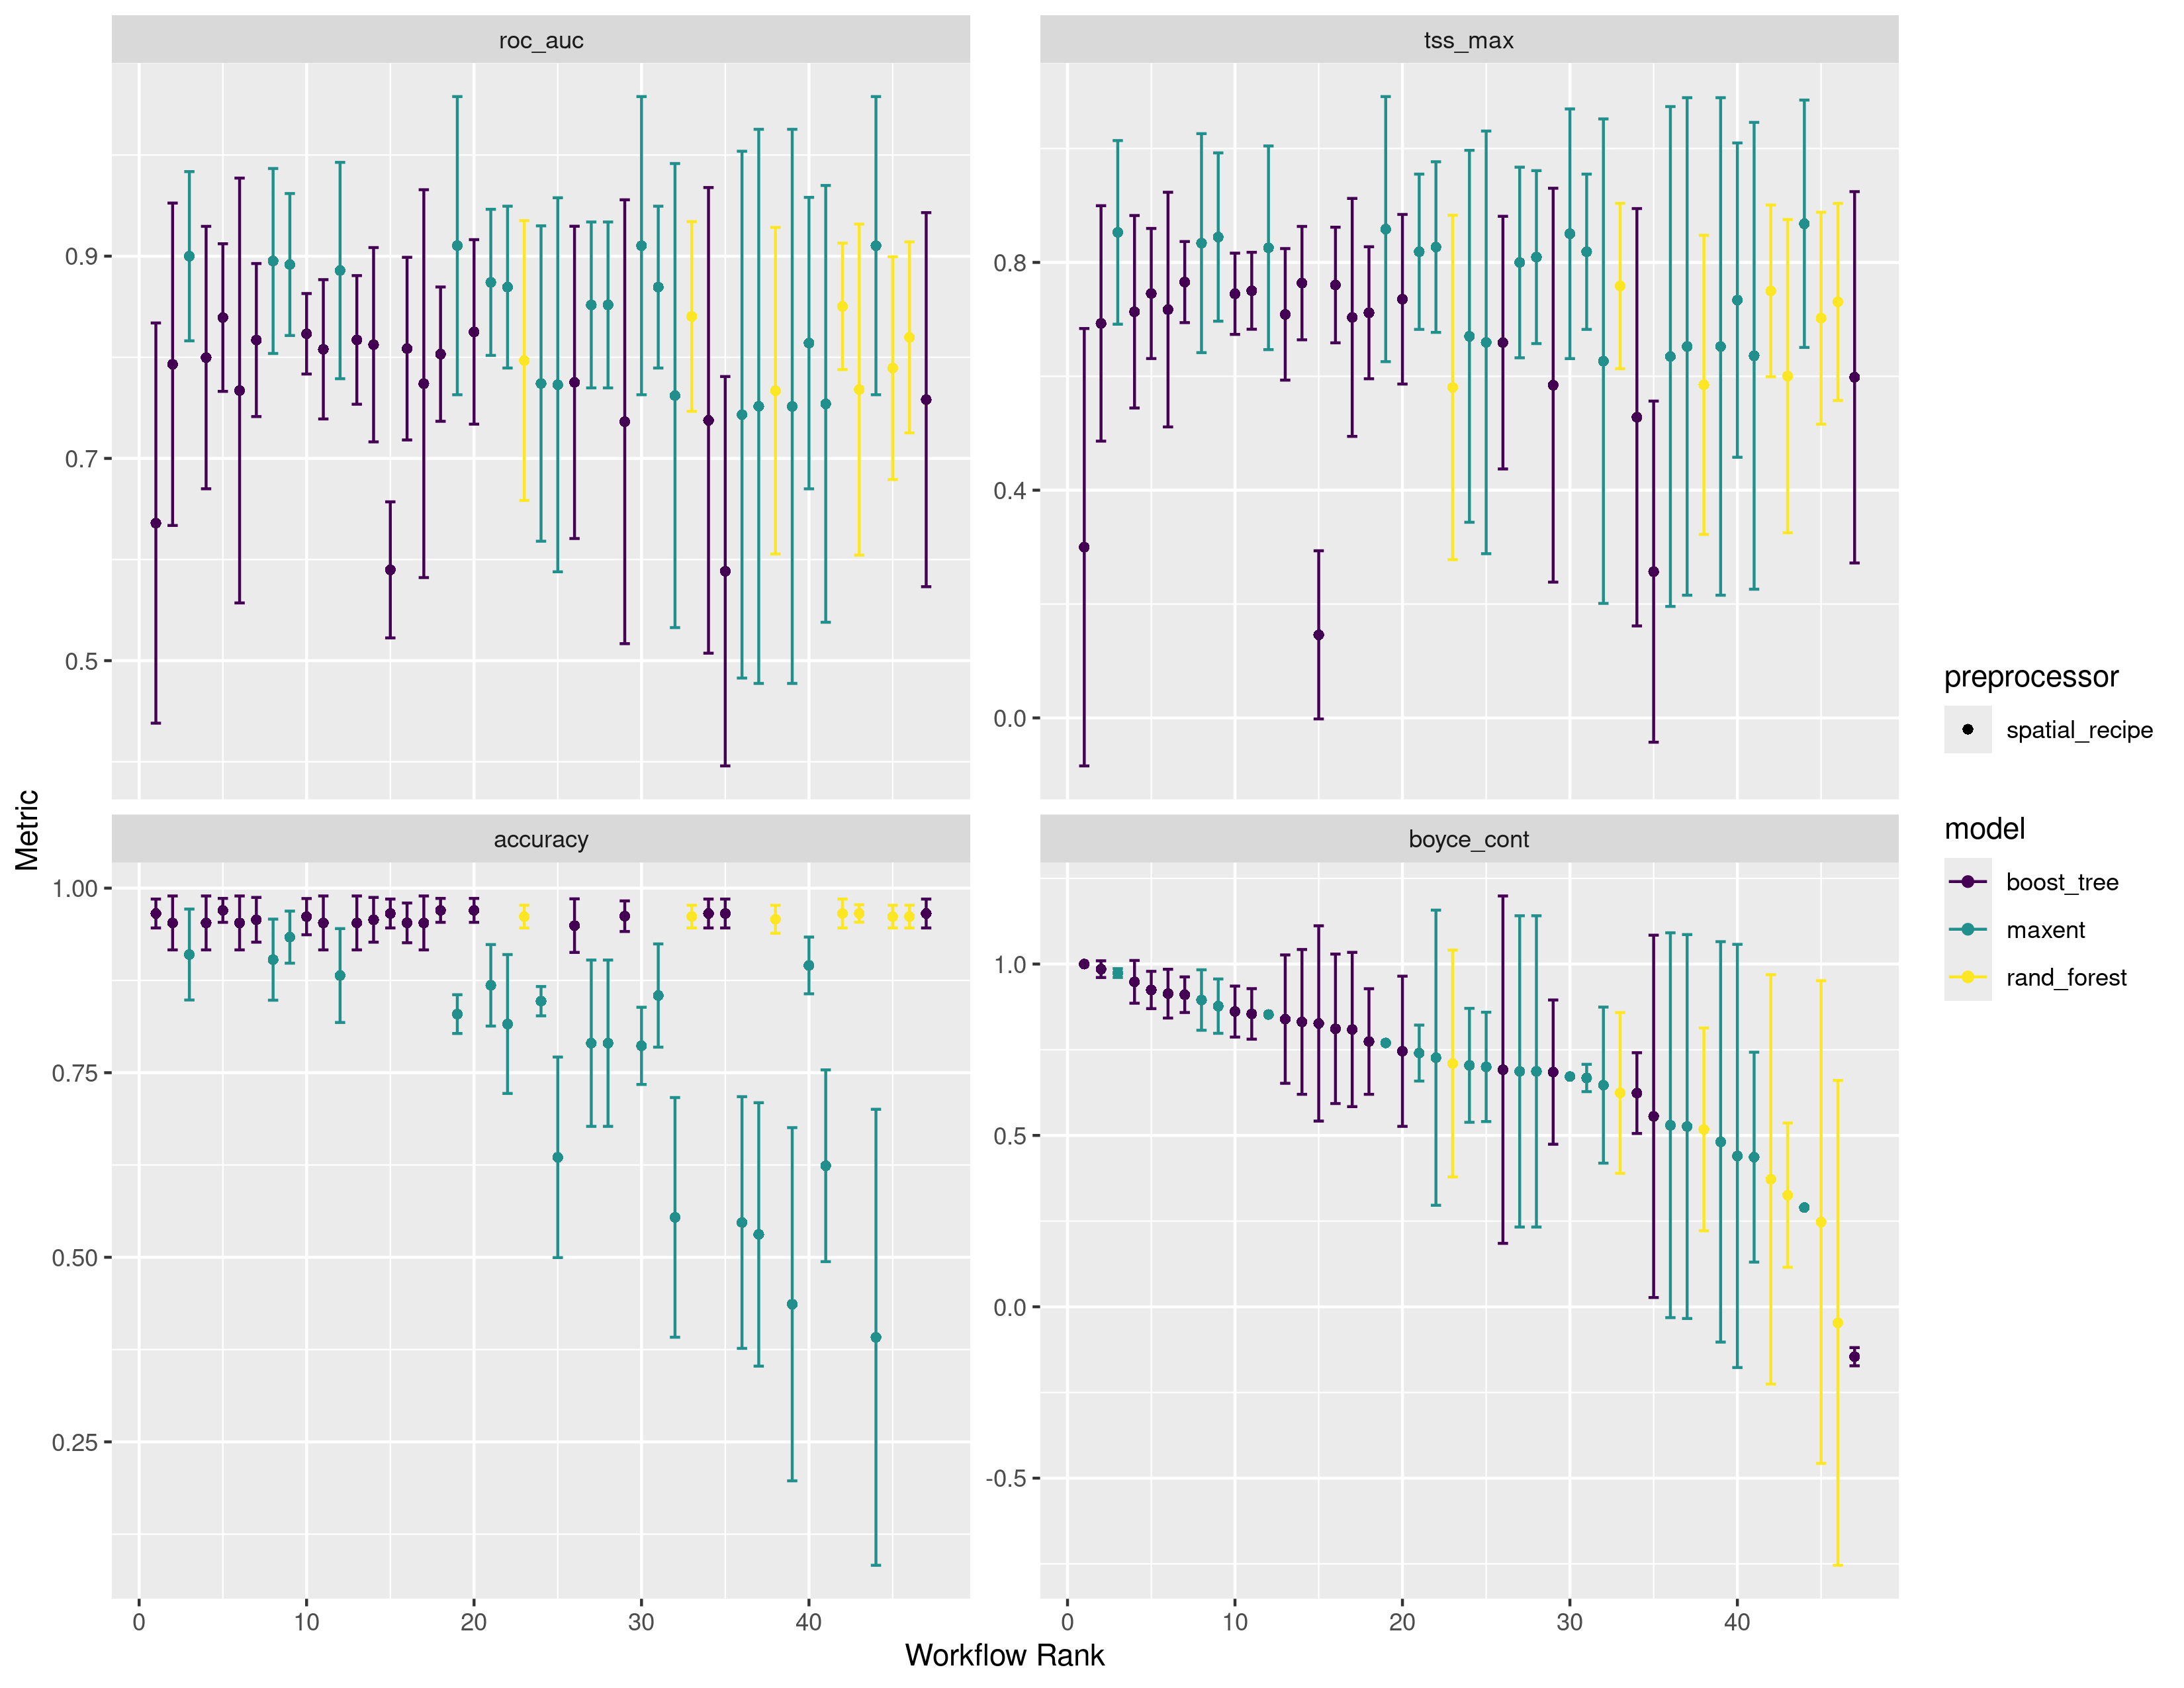 roc_auc
tss_max
0.9
0.7
0.5
0.8
0.4
0.0
accuracy
boyce_cont
1.00
0.75
0.50
0.25
1.0
0.5
0.0
-0.5
0 10 20 30 40
0 10 20 30 40
Workflow Rank
Metric
preprocessor
spatial_recipe
model
boost_tree
maxent
rand_forest